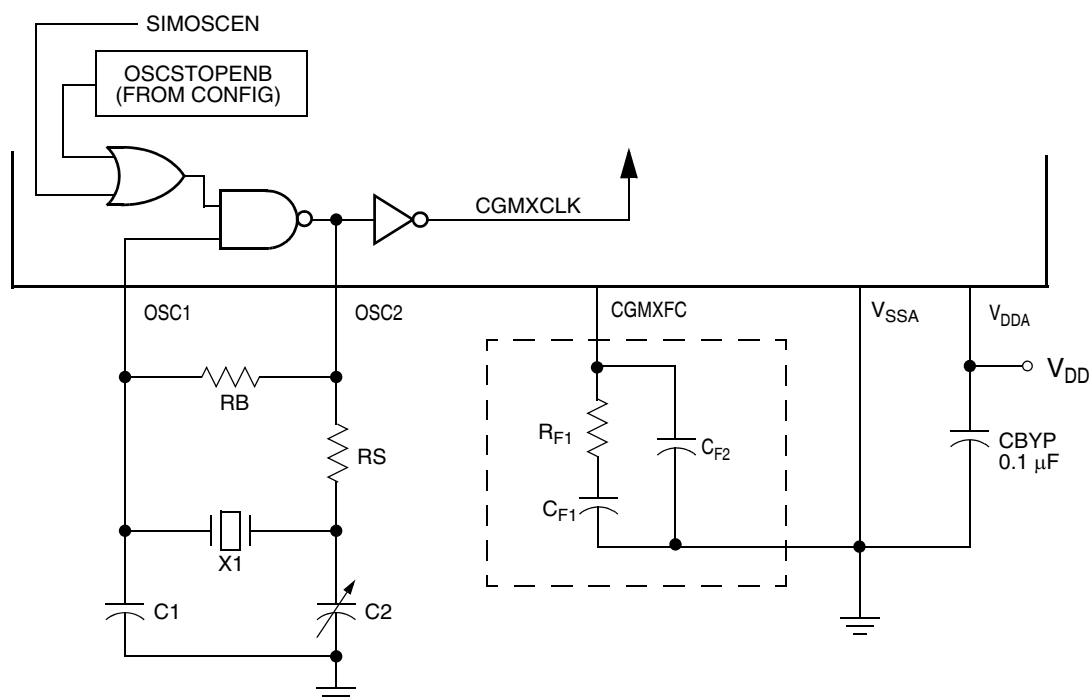 SIMOSCEN
OSCSTOPENB
(FROM CONFIG)
CGMXCLK
OSC1
OSC2
CGMXFC
VSSA
VDDA
VDD
RB
RF1
CF2
CBYP
0.1 μF
RS
CF1
X1
C1
C2